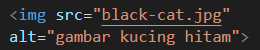 <img src="black-cat.jpg"
alt="gambar kucing hitam">